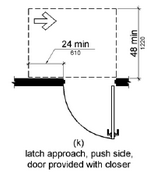 24 min
610
48 min
1220
(k)
latch approach, push side,
door provided with closer